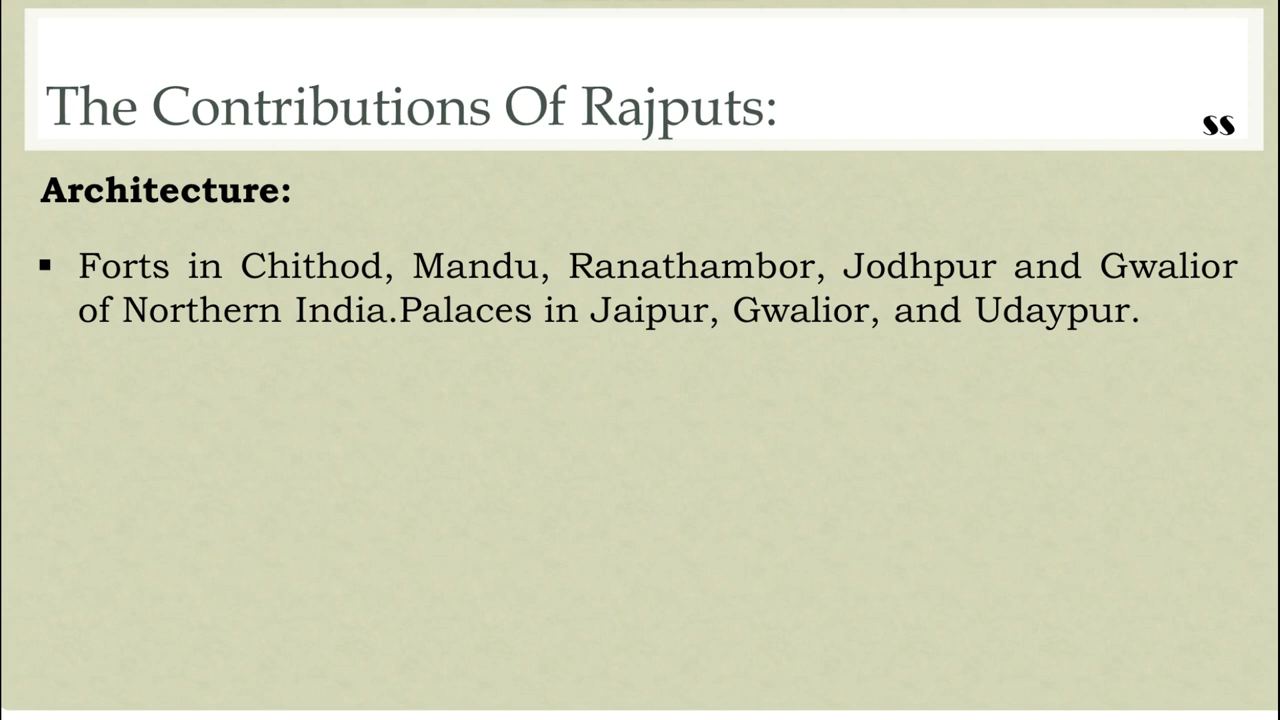 The Contributions Of Rajputs:
SS
Architecture:
▪ Forts in Chithod, Mandu, Ranathambor, Jodhpur and Gwalior
of Northern India.Palaces in Jaipur, Gwalior, and Udaypur.